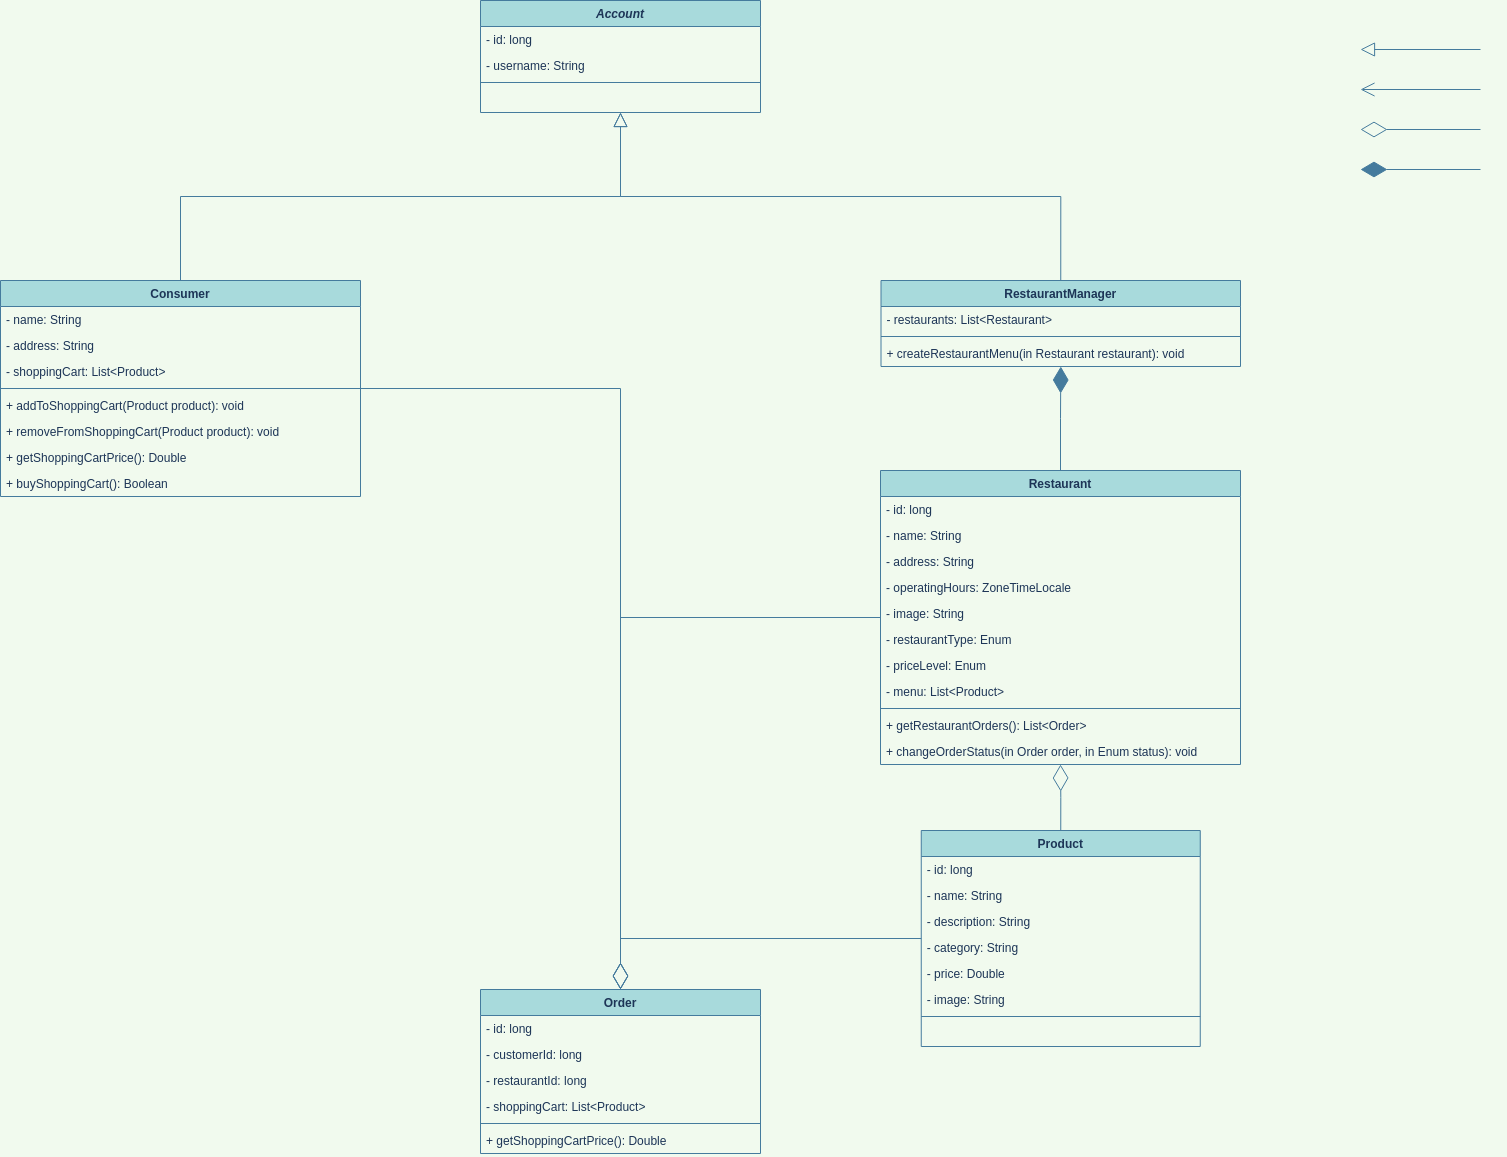 Account
- id: long
- username: String
Consumer
- name: String
- address: String
- shoppingCart: List<Product>
+ addToShoppingCart(Product product): void
+ removeFromShoppingCart(Product product): void
+ getShoppingCartPrice(): Double
+ buyShoppingCart(): Boolean
RestaurantManager
- restaurants: List<Restaurant>
+ createRestaurantMenu(in Restaurant restaurant): void
Restaurant
- id: long
- name: String
- address: String
- operatingHours: ZoneTimeLocale
- image: String
- restaurantType: Enum
- priceLevel: Enum
- menu: List<Product>
+ getRestaurantOrders(): List<Order>
+ changeOrderStatus(in Order order, in Enum status): void
Product
- id: long
- name: String
- description: String
- category: String
- price: Double
- image: String
Order
- id: long
- customerId: long
- restaurantId: long
- shoppingCart: List<Product>
+ getShoppingCartPrice(): Double